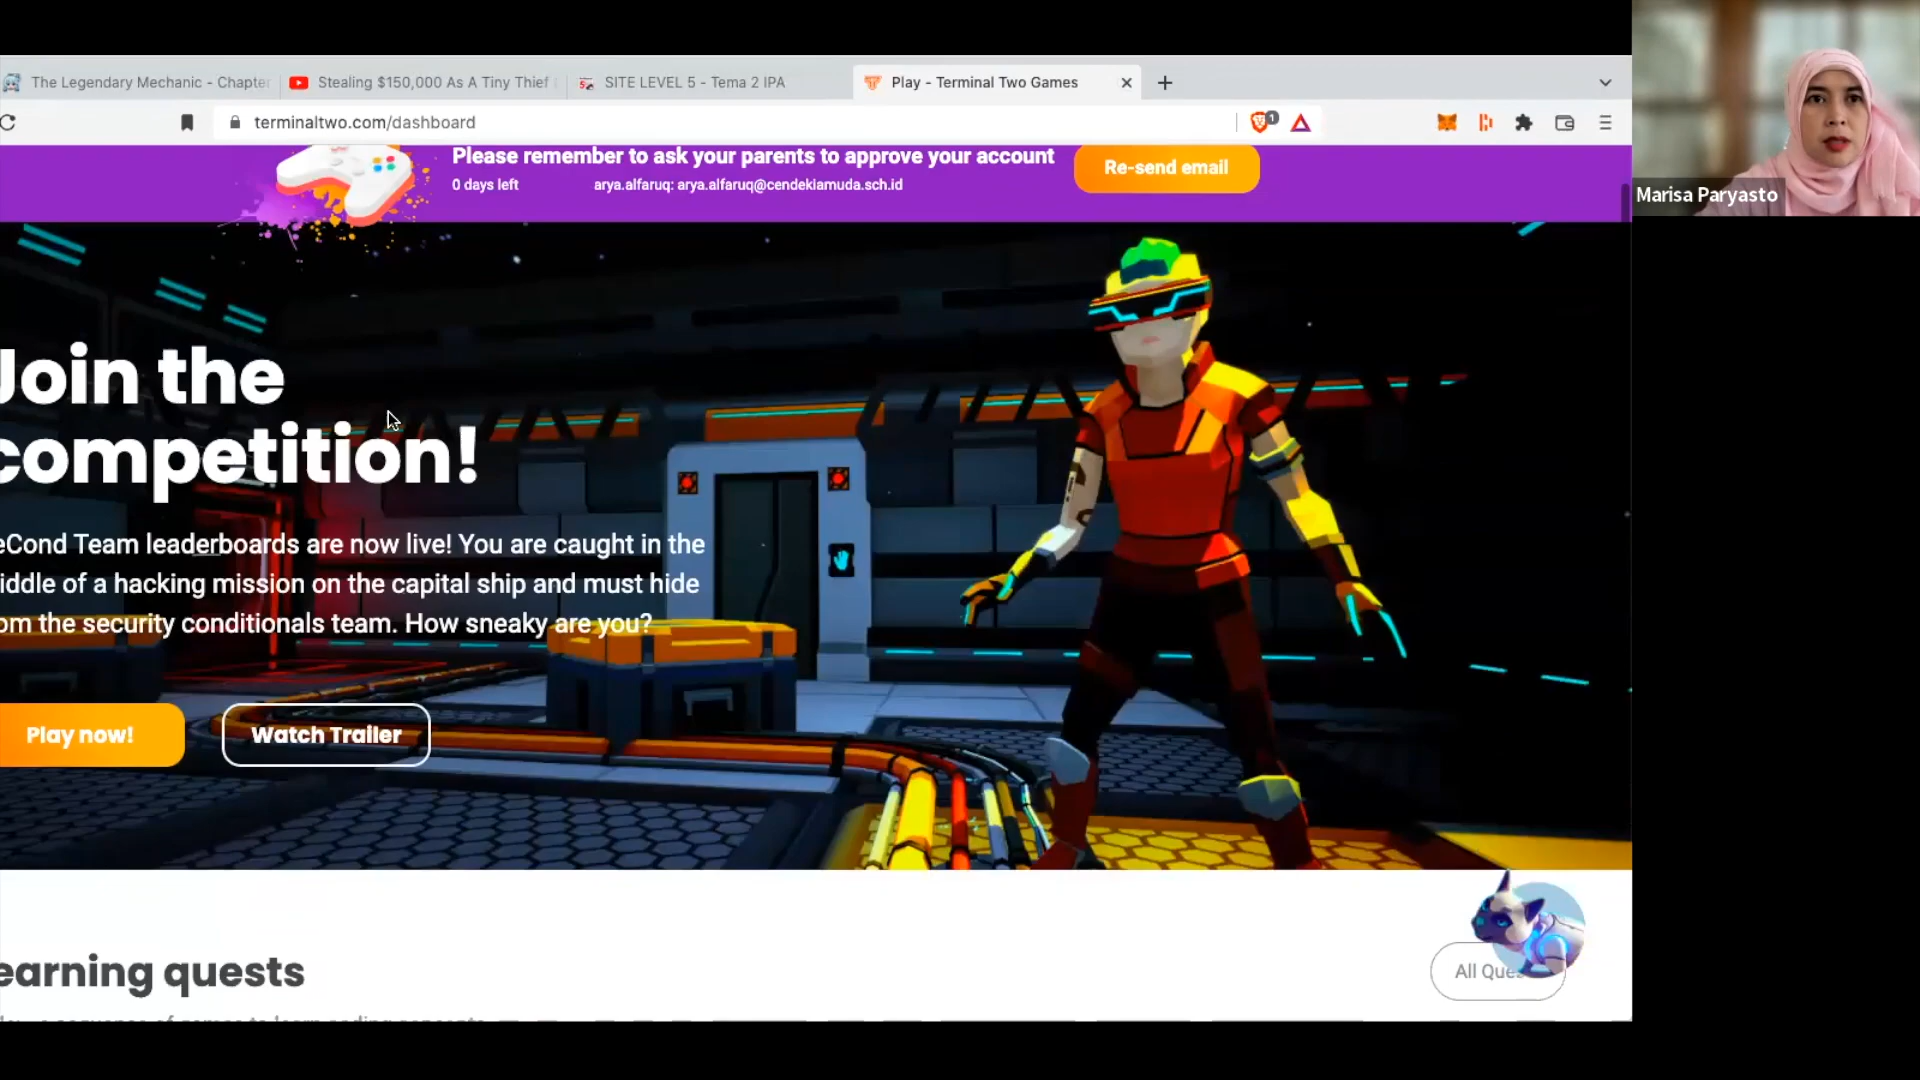 The Legendary Mechanic - Chapter
Stealing $150,000 As A Tiny Thief
SITE LEVEL 5 - Tema 2 IPA
Play - Terminal Two Games
terminaltwo.com/dashboard
1
Please remember to ask your parents to approve your account
0 days left
arya.alfaruq: arya.alfaruq@cendekiamuda.sch.id
Re-send email
Marisa Paryasto
Join the
competition!
eCond Team leaderboards are now live! You are caught in the
iddle of a hacking mission on the capital ship and must hide
om the security conditionals team. How sneaky are you?
Play now!
Watch Trailer
earning quests
All Que